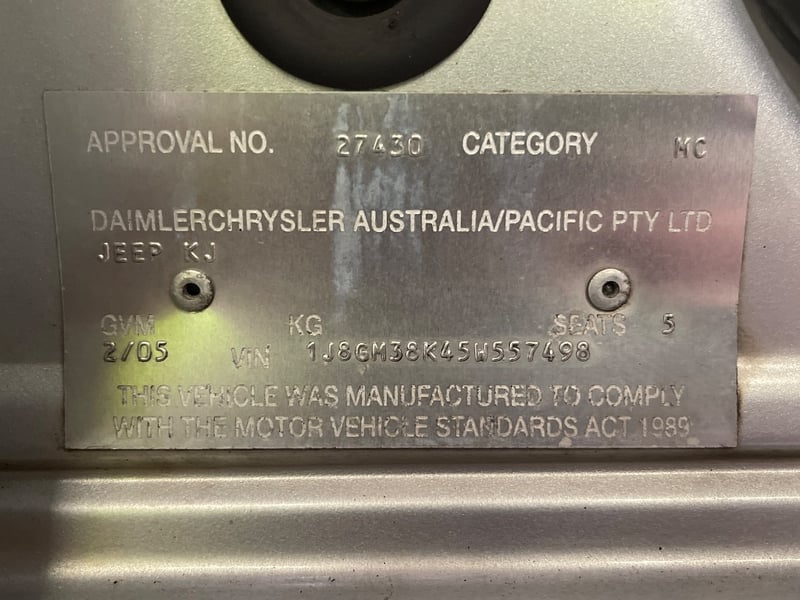 APPROVAL NO. 27430 CATEGORY MC
DAIMLERCHRYSLER AUSTRALIA/PACIFIC PTY LTD
JEEP KJ
GVM KG SEATS 5
2/05 VIN 1J8GM38K45W557498
THIS VEHICLE WAS MANUFACTURED TO COMPLY
WITH THE MOTOR VEHICLE STANDARDS ACT 1989